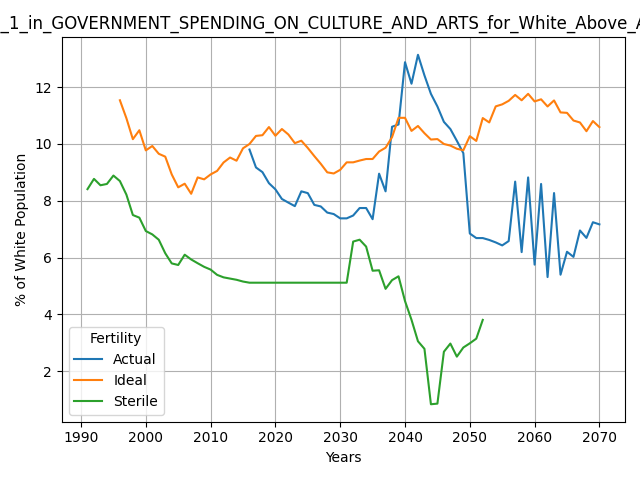 _1_in_GOVERNMENT_SPENDING_ON_CULTURE_AND_ARTS_for_White_Above_A
% of White Population
12
10
8
6
4
2
Fertility
Actual
Ideal
Sterile
1990 2000 2010 2020 2030 2040 2050 2060 2070
Years